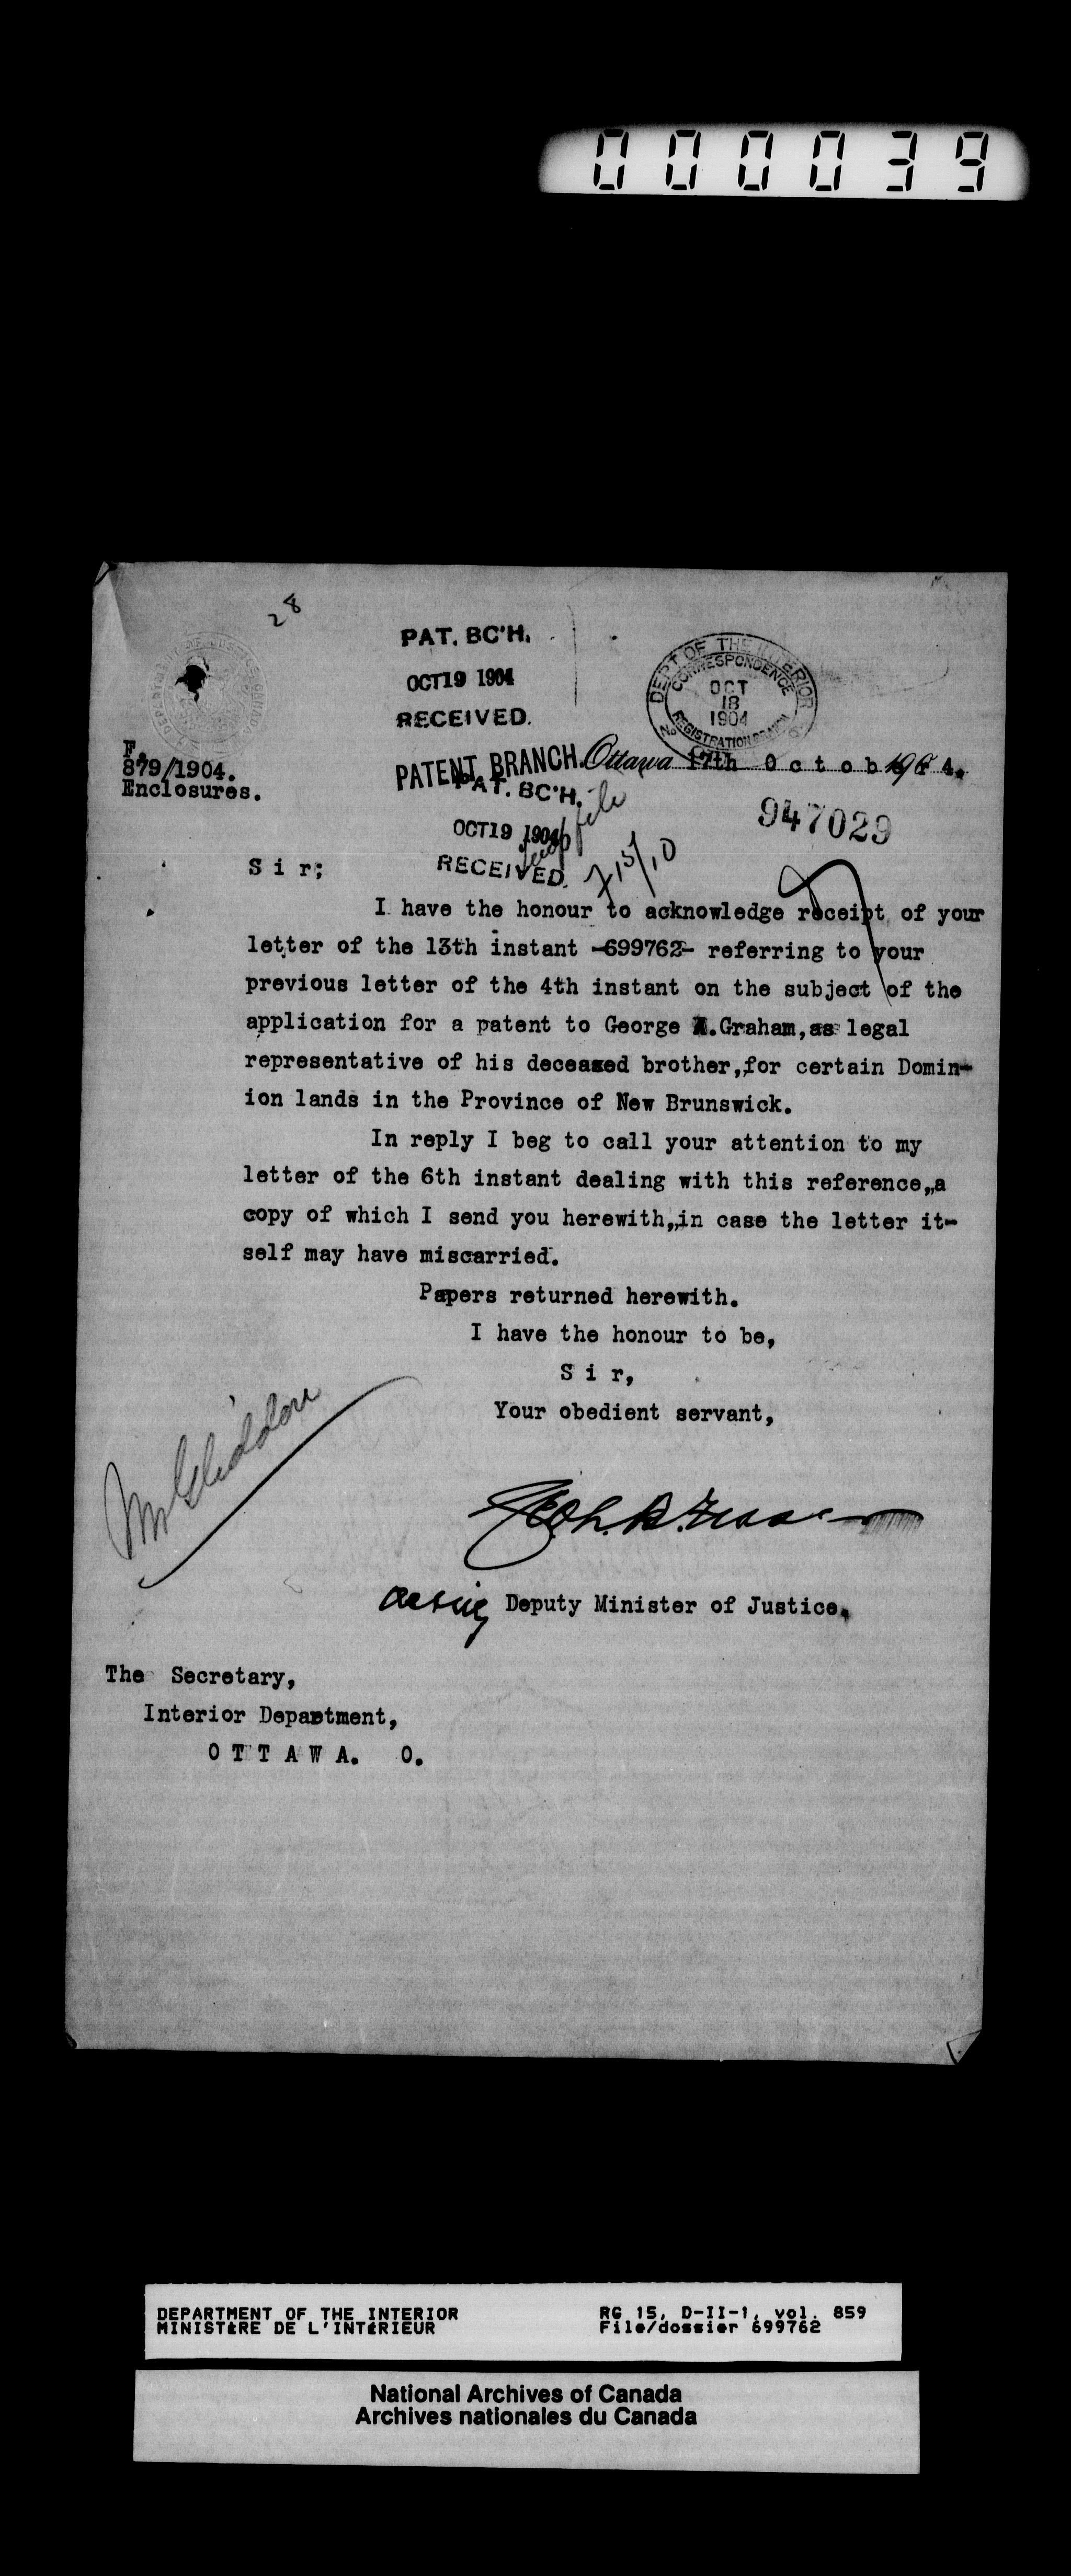 000039
28
PAT. BC'H.
OCT 19 1904
RECEIVED.
DEPT OF THE INTERIOR
CORRESPONDENCE
OCT
18
1904
REGISTRATION BRANCH
DEPARTMENT OF JUSTICE CANADA
F.
879/1904.
Enclosures.
PATENT BRANCH.
Ottawa 17th October 1904.
PAT. BC'H.
OCT 19 1904
RECEIVED.
file
947029
Sir;
I have the honour to acknowledge receipt of your
letter of the 13th instant -699762- referring to your
previous letter of the 4th instant on the subject of the
application for a patent to George A.Graham,as legal
representative of his deceased brother,for certain Domin-
ion lands in the Province of New Brunswick.
In reply I beg to call your attention to my
letter of the 6th instant dealing with this reference,,a
copy of which I send you herewith,,in case the letter it-
self may have miscarried.
Papers returned herewith.
I have the honour to be,
Sir,
Your obedient servant,
Mr Gliddon
acting Deputy Minister of Justice.
The Secretary,
Interior Department,
OTTAWA. O.
DEPARTMENT OF THE INTERIOR
MINISTÈRE DE L'INTÉRIEUR
RG 15, D-II-1, vol. 859
File/dossier 699762
National Archives of Canada
Archives nationales du Canada